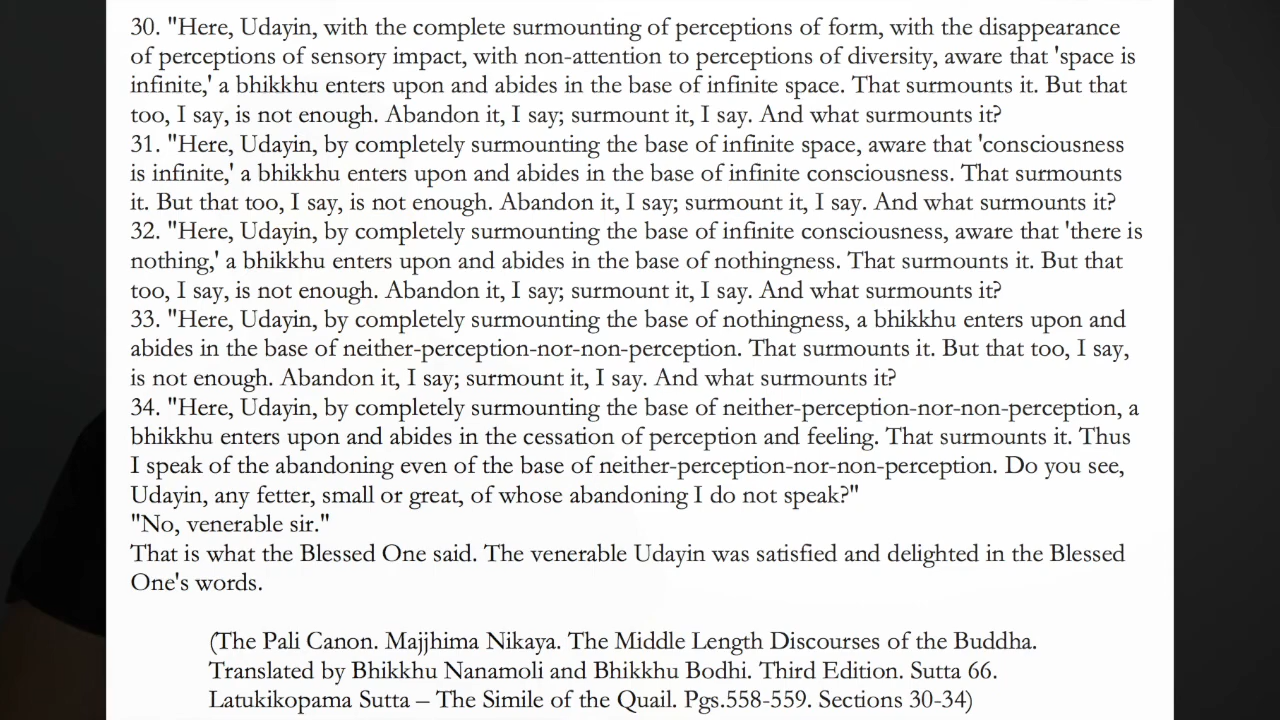 30. "Here, Udayin, with the complete surmounting of perceptions of form, with the disappearance
of perceptions of sensory impact, with non-attention to perceptions of diversity, aware that 'space is
infinite,' a bhikkhu enters upon and abides in the base of infinite space. That surmounts it. But that
too, I say, is not enough. Abandon it, I say; surmount it, I say. And what surmounts it?
31. "Here, Udayin, by completely surmounting the base of infinite space, aware that 'consciousness
is infinite,' a bhikkhu enters upon and abides in the base of infinite consciousness. That surmounts
it. But that too, I say, is not enough. Abandon it, I say; surmount it, I say. And what surmounts it?
32. "Here, Udayin, by completely surmounting the base of infinite consciousness, aware that 'there is
nothing,' a bhikkhu enters upon and abides in the base of nothingness. That surmounts it. But that
too, I say, is not enough. Abandon it, I say; surmount it, I say. And what surmounts it?
33. "Here, Udayin, by completely surmounting the base of nothingness, a bhikkhu enters upon and
abides in the base of neither-perception-nor-non-perception. That surmounts it. But that too, I say,
is not enough. Abandon it, I say; surmount it, I say. And what surmounts it?
34. "Here, Udayin, by completely surmounting the base of neither-perception-nor-non-perception, a
bhikkhu enters upon and abides in the cessation of perception and feeling. That surmounts it. Thus
I speak of the abandoning even of the base of neither-perception-nor-non-perception. Do you see,
Udayin, any fetter, small or great, of whose abandoning I do not speak?"
"No, venerable sir."
That is what the Blessed One said. The venerable Udayin was satisfied and delighted in the Blessed
One's words.
(The Pali Canon. Majjhima Nikaya. The Middle Length Discourses of the Buddha.
Translated by Bhikkhu Nanamoli and Bhikkhu Bodhi. Third Edition. Sutta 66.
Latukikopama Sutta – The Simile of the Quail. Pgs.558-559. Sections 30-34)